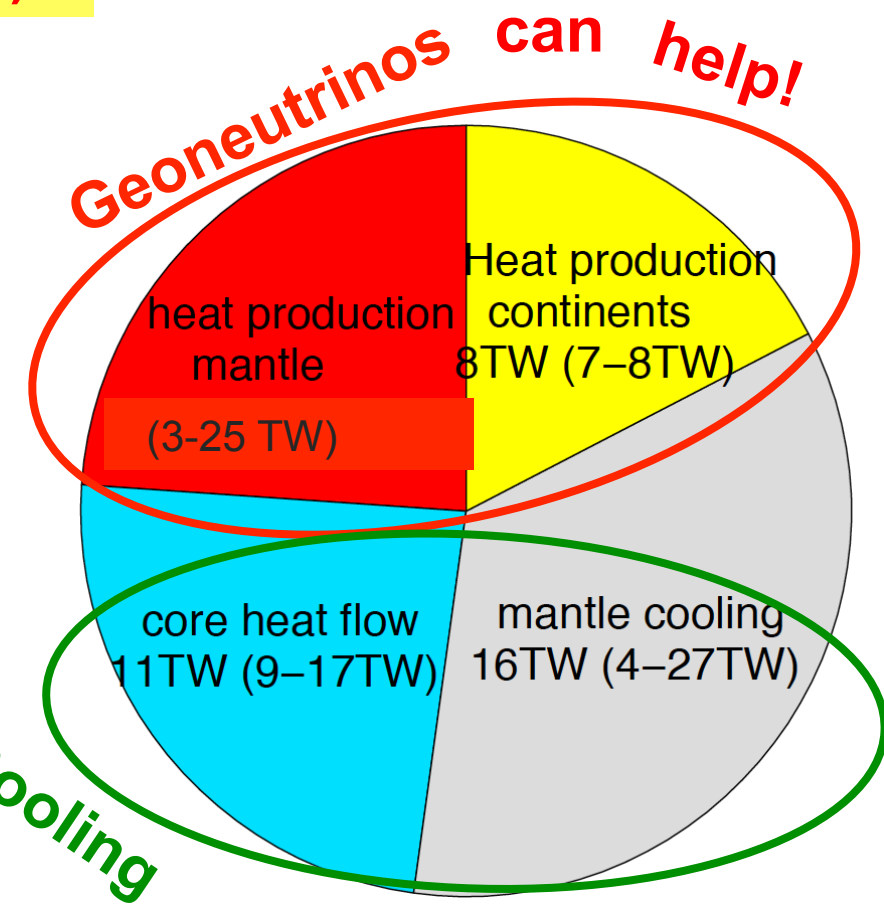 Geoneutrinos can help!
Heat production
continents
8TW (7–8TW)
heat production
mantle
(3-25 TW)
core heat flow
11TW (9–17TW)
mantle cooling
16TW (4–27TW)